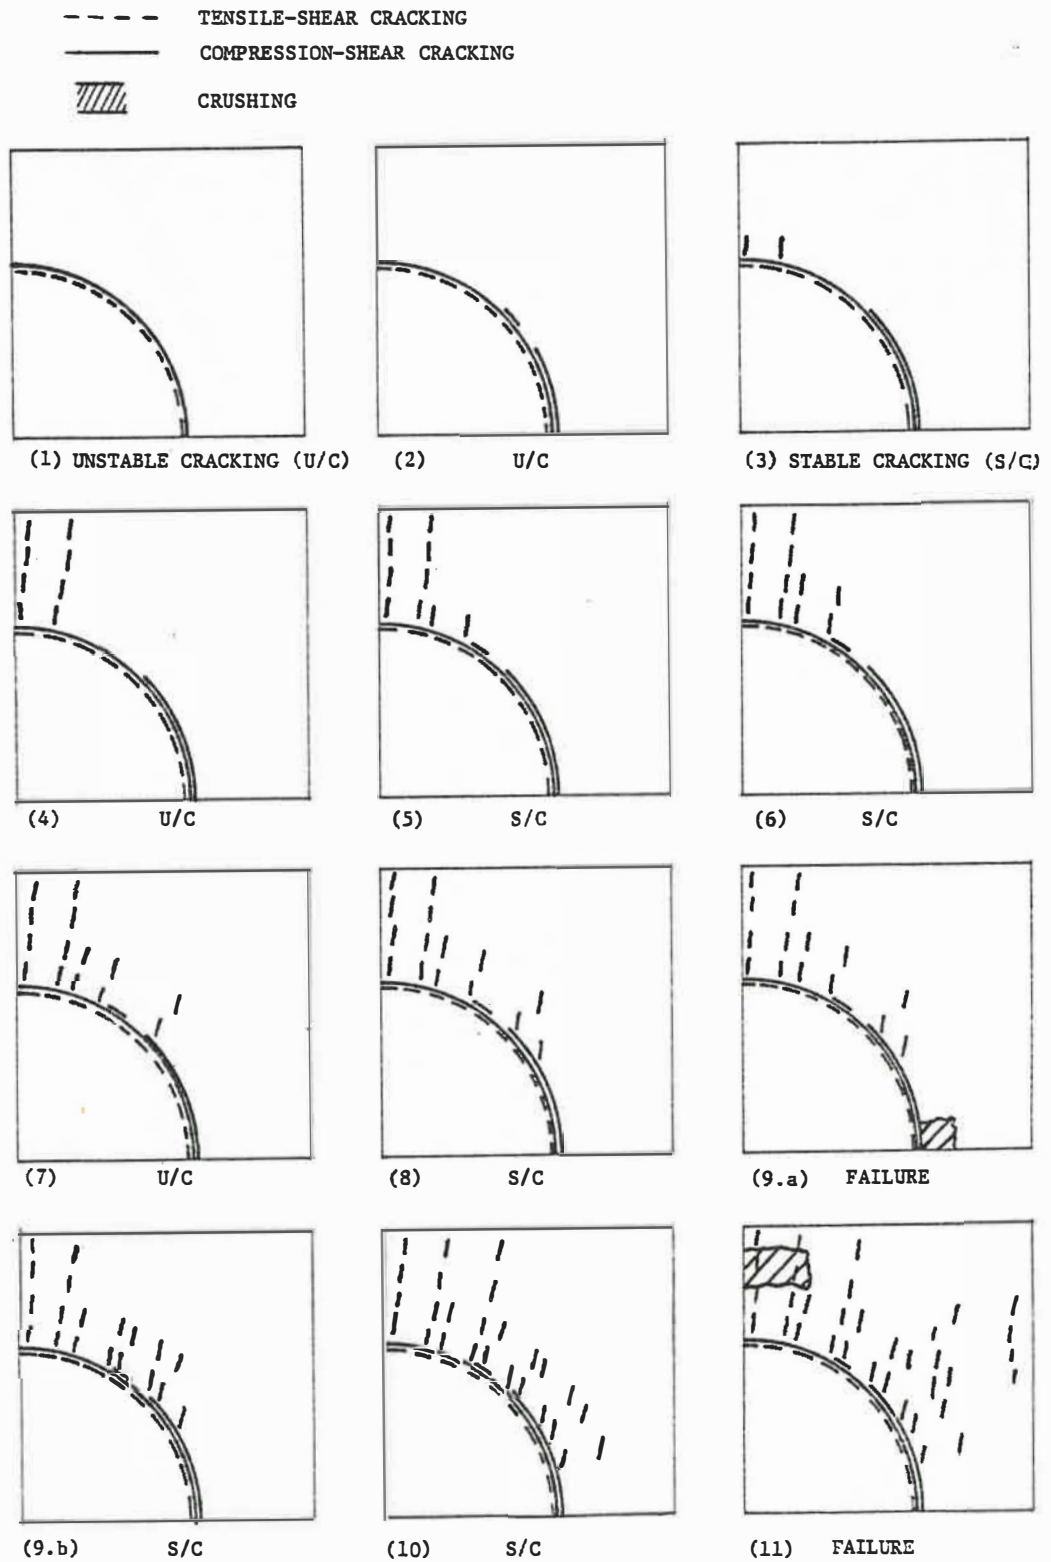 TENSILE-SHEAR CRACKING
COMPRESSION-SHEAR CRACKING
CRUSHING
(1) UNSTABLE CRACKING (U/C)
(2) U/C
(3) STABLE CRACKING (S/C)
(4) U/C
(5) S/C
(6) S/C
(7) U/C
(8) S/C
(9.a) FAILURE
(9.b) S/C
(10) S/C
(11) FAILURE